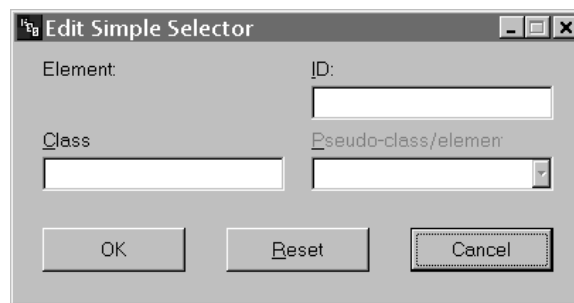 Edit Simple Selector
Element:
ID:
Class
Pseudo-class/elemen
OK
Reset
Cancel